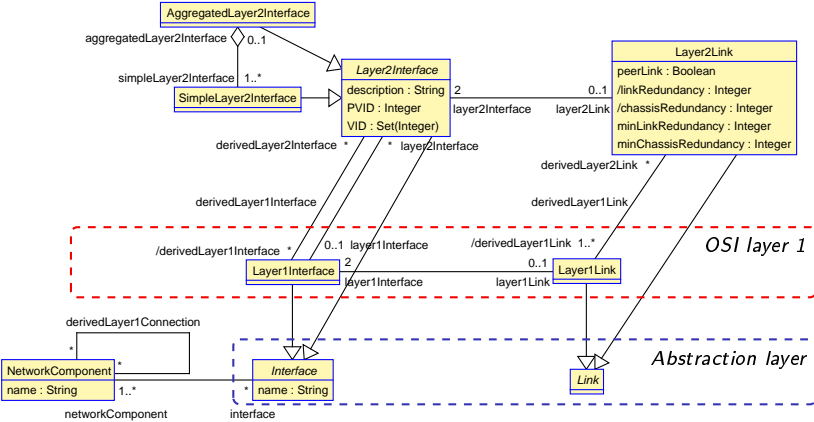 AggregatedLayer2Interface
aggregatedLayer2Interface 0..1
simpleLayer2Interface 1..*
SimpleLayer2Interface
Layer2Interface
description : String
PVID : Integer
VID : Set(Integer)
2 0..1
layer2Interface layer2Link
Layer2Link
peerLink : Boolean
/linkRedundancy : Integer
/chassisRedundancy : Integer
minLinkRedundancy : Integer
minChassisRedundancy : Integer
derivedLayer2Interface * * layer2Interface
derivedLayer2Link *
derivedLayer1Interface
derivedLayer1Link
/derivedLayer1Interface * 0..1 layer1Interface
/derivedLayer1Link 1..*
OSI layer 1
Layer1Interface
2 0..1
layer1Interface layer1Link
Layer1Link
derivedLayer1Connection
* *
NetworkComponent
name : String
1..* *
networkComponent interface
Interface
name : String
Abstraction layer
Link